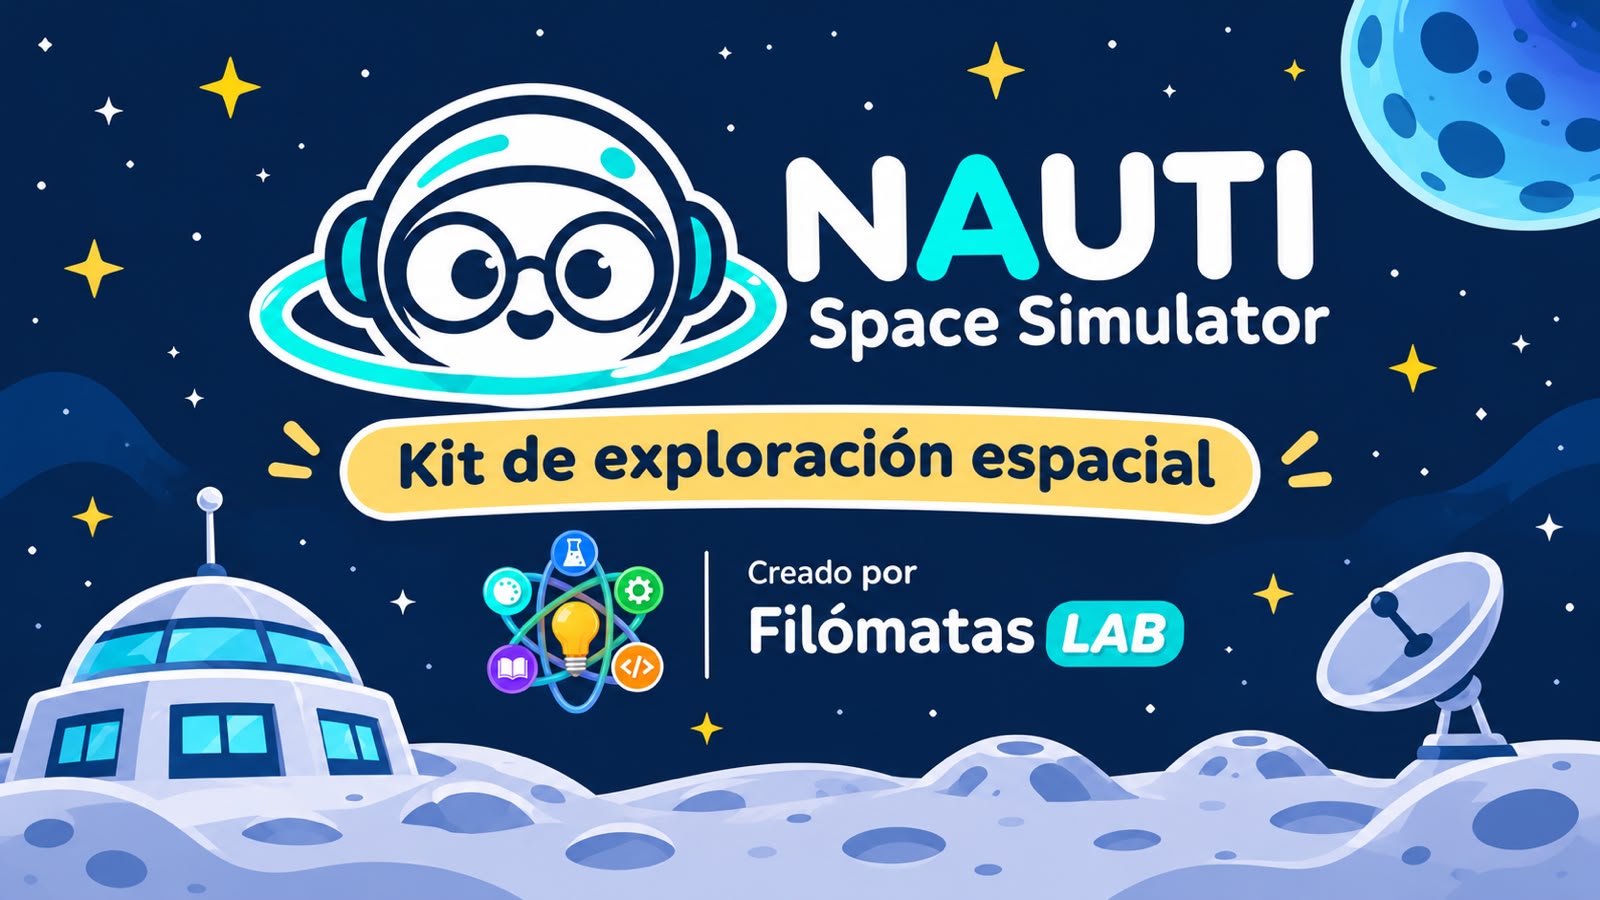 NAUTI
Space Simulator
Kit de exploración espacial
</>
Creado por
Filómatas LAB